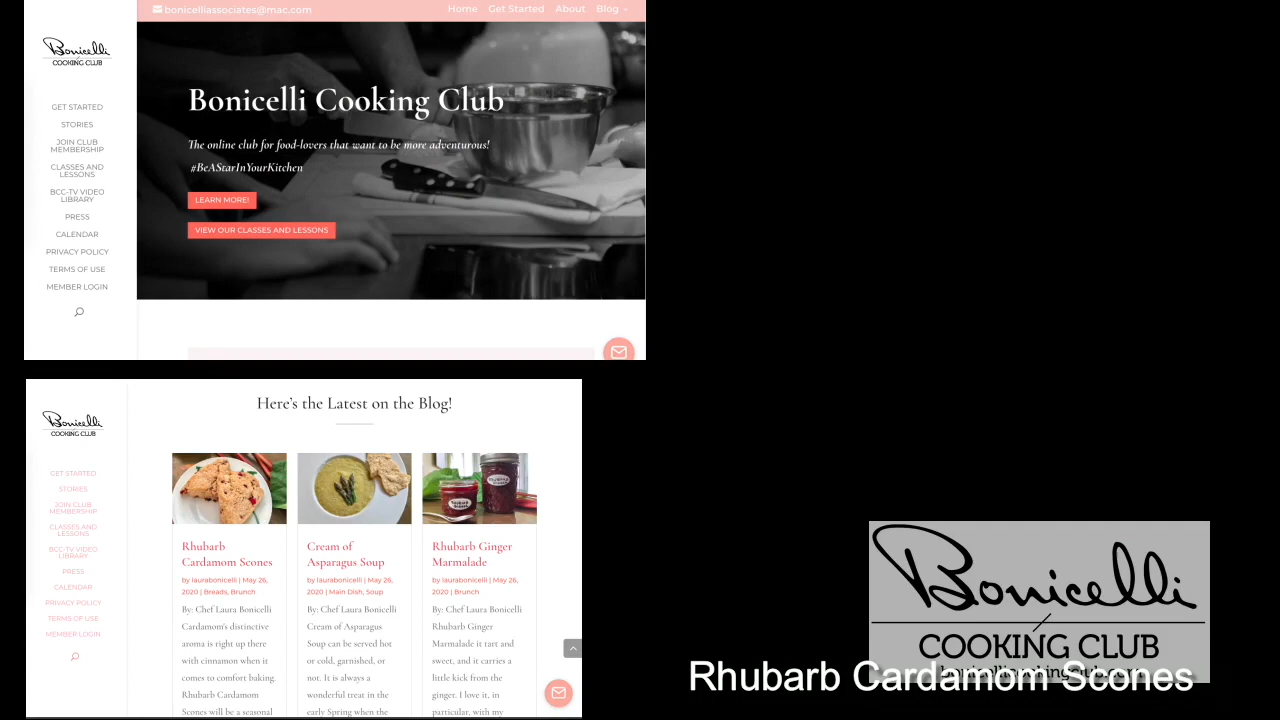 bonicelliassociates@mac.com
Home Get Started About Blog
Bonicelli
COOKING CLUB
GET STARTED
STORIES
JOIN CLUB
MEMBERSHIP
CLASSES AND
LESSONS
BCC-TV VIDEO
LIBRARY
PRESS
CALENDAR
PRIVACY POLICY
TERMS OF USE
MEMBER LOGIN
Bonicelli Cooking Club
The online club for food-lovers that want to be more adventurous!
#BeAStarInYourKitchen
LEARN MORE!
VIEW OUR CLASSES AND LESSONS
Bonicelli
COOKING CLUB
GET STARTED
STORIES
JOIN CLUB
MEMBERSHIP
CLASSES AND
LESSONS
BCC-TV VIDEO
LIBRARY
PRESS
CALENDAR
PRIVACY POLICY
TERMS OF USE
MEMBER LOGIN
Here's the Latest on the Blog!
Rhubarb
Cardamom Scones
by laurabonicelli | May 26,
2020 | Breads, Brunch
By: Chef Laura Bonicelli
Cardamom's distinctive
aroma is right up there
with cinnamon when it
comes to comfort baking.
Rhubarb Cardamom
Scones will be a seasonal
Cream of
Asparagus Soup
by laurabonicelli | May 26,
2020 | Main Dish, Soup
By: Chef Laura Bonicelli
Cream of Asparagus
Soup can be served hot
or cold, garnished, or
not. It is always a
wonderful treat in the
early Spring when the
RHUBARB
RHUBARB
Rhubarb Ginger
Marmalade
by laurabonicelli | May 26,
2020 | Brunch
By: Chef Laura Bonicelli
Rhubarb Ginger
Marmalade it tart and
sweet, and it carries a
little kick from the
ginger. I love it, in
particular, with my
Bonicelli
COOKING CLUB
bonicellicookingclub.com
Rhubarb Cardamom Scones